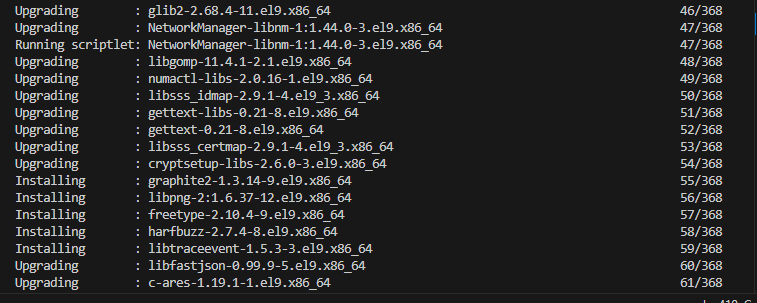 Upgrading : glib2-2.68.4-11.el9.x86_64 46/368
Upgrading : NetworkManager-libnm-1:1.44.0-3.el9.x86_64 47/368
Running scriptlet: NetworkManager-libnm-1:1.44.0-3.el9.x86_64 47/368
Upgrading : libgomp-11.4.1-2.1.el9.x86_64 48/368
Upgrading : numactl-libs-2.0.16-1.el9.x86_64 49/368
Upgrading : libsss_idmap-2.9.1-4.el9_3.x86_64 50/368
Upgrading : gettext-libs-0.21-8.el9.x86_64 51/368
Upgrading : gettext-0.21-8.el9.x86_64 52/368
Upgrading : libsss_certmap-2.9.1-4.el9_3.x86_64 53/368
Upgrading : cryptsetup-libs-2.6.0-3.el9.x86_64 54/368
Installing : graphite2-1.3.14-9.el9.x86_64 55/368
Installing : libpng-2:1.6.37-12.el9.x86_64 56/368
Installing : freetype-2.10.4-9.el9.x86_64 57/368
Installing : harfbuzz-2.7.4-8.el9.x86_64 58/368
Installing : libtraceevent-1.5.3-3.el9.x86_64 59/368
Upgrading : libfastjson-0.99.9-5.el9.x86_64 60/368
Upgrading : c-ares-1.19.1-1.el9.x86_64 61/368